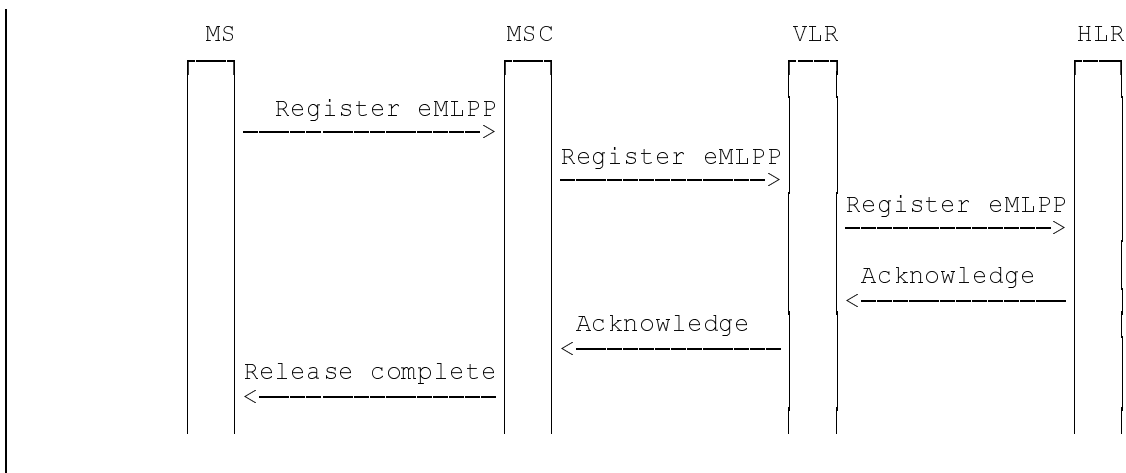 MS MSC VLR HLR
Register eMLPP
Register eMLPP
Register eMLPP
Acknowledge
Acknowledge
Release complete